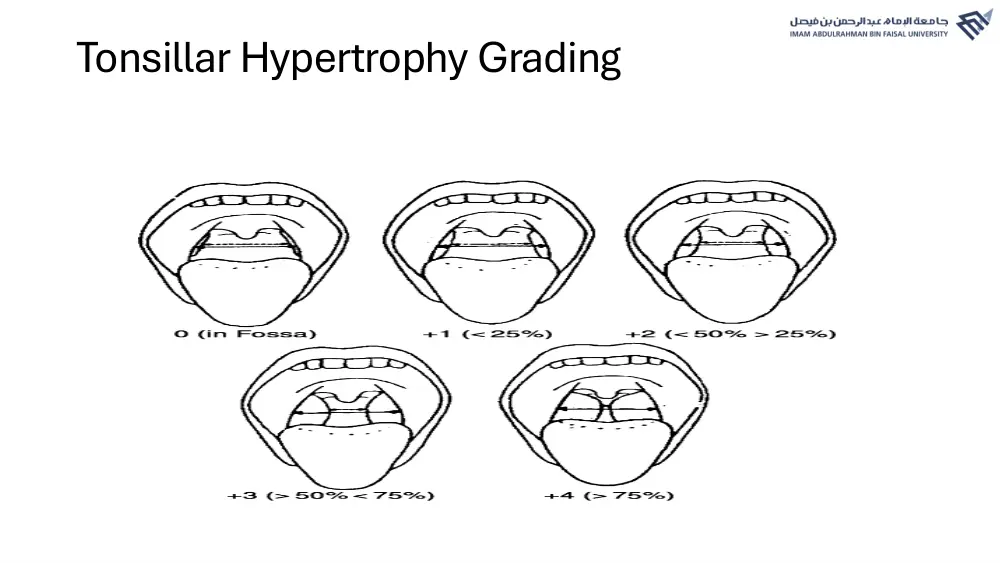 جامعة الإمام عبدالرحمن بن فيصل
IMAM ABDULRAHMAN BIN FAISAL UNIVERSITY
Tonsillar Hypertrophy Grading
0 (in Fossa)
+1 (< 25%)
+2 (< 50% > 25%)
+3 (> 50% < 75%)
+4 (> 75%)